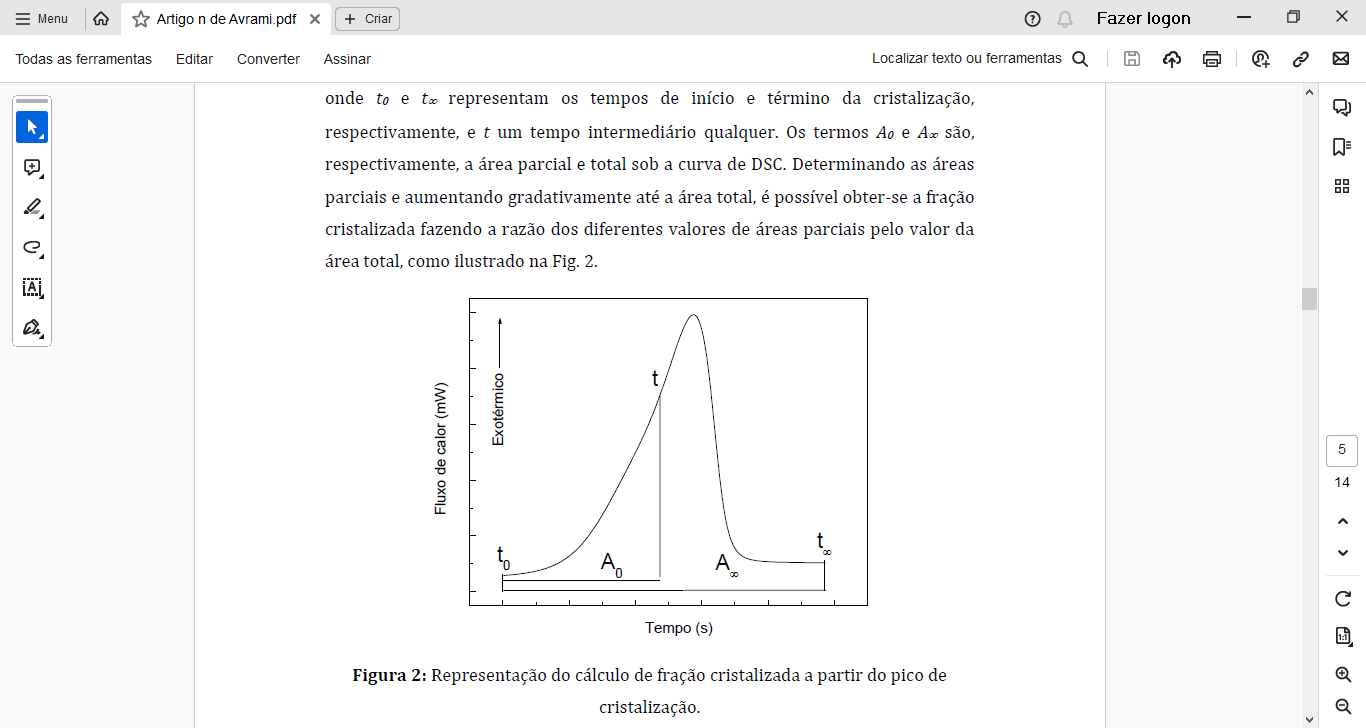 Menu
Artigo n de Avrami.pdf
Criar
Fazer logon
Todas as ferramentas
Editar
Converter
Assinar
Localizar texto ou ferramentas
onde t₀ e t∞ representam os tempos de início e término da cristalização,
respectivamente, e t um tempo intermediário qualquer. Os termos A₀ e A∞ são,
respectivamente, a área parcial e total sob a curva de DSC. Determinando as áreas
parciais e aumentando gradativamente até a área total, é possível obter-se a fração
cristalizada fazendo a razão dos diferentes valores de áreas parciais pelo valor da
área total, como ilustrado na Fig. 2.
Fluxo de calor (mW)
Exotérmico
t
t₀
A₀
A∞
t∞
Tempo (s)
Figura 2: Representação do cálculo de fração cristalizada a partir do pico de
cristalização.
5
14
1:1